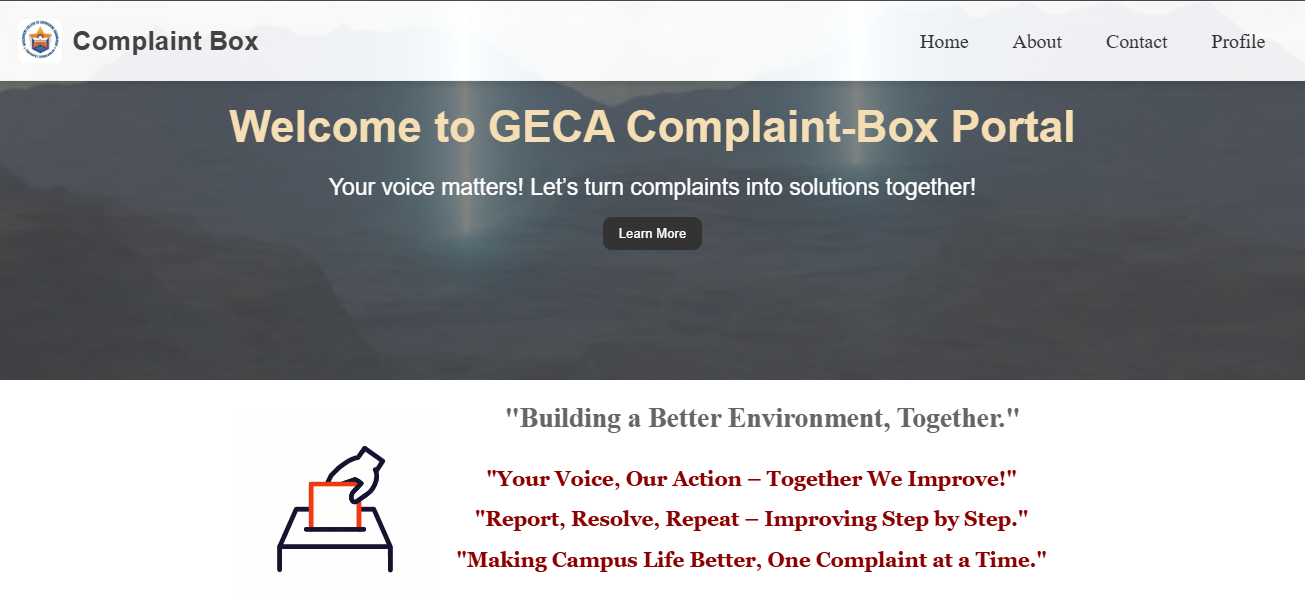 Complaint Box
Home About Contact Profile
Welcome to GECA Complaint-Box Portal
Your voice matters! Let’s turn complaints into solutions together!
Learn More
"Building a Better Environment, Together."
"Your Voice, Our Action – Together We Improve!"
"Report, Resolve, Repeat – Improving Step by Step."
"Making Campus Life Better, One Complaint at a Time."